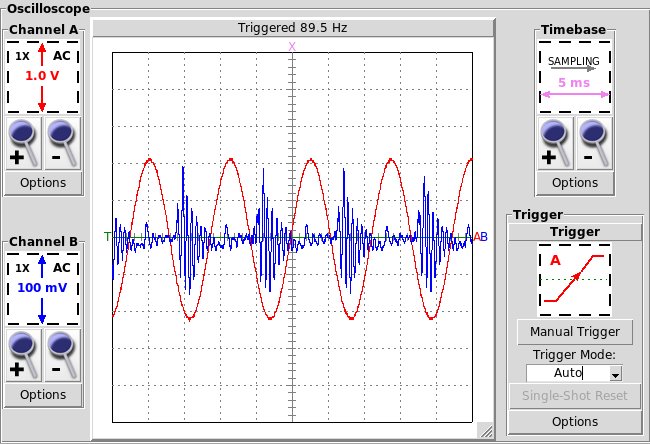 Oscilloscope
Channel A
1X AC
1.0 V
+ -
Options
Channel B
1X AC
100 mV
+ -
Options
Triggered 89.5 Hz
X
T
A B
Timebase
SAMPLING
5 ms
+ -
Options
Trigger
Trigger
A
Manual Trigger
Trigger Mode:
Auto
Single-Shot Reset
Options